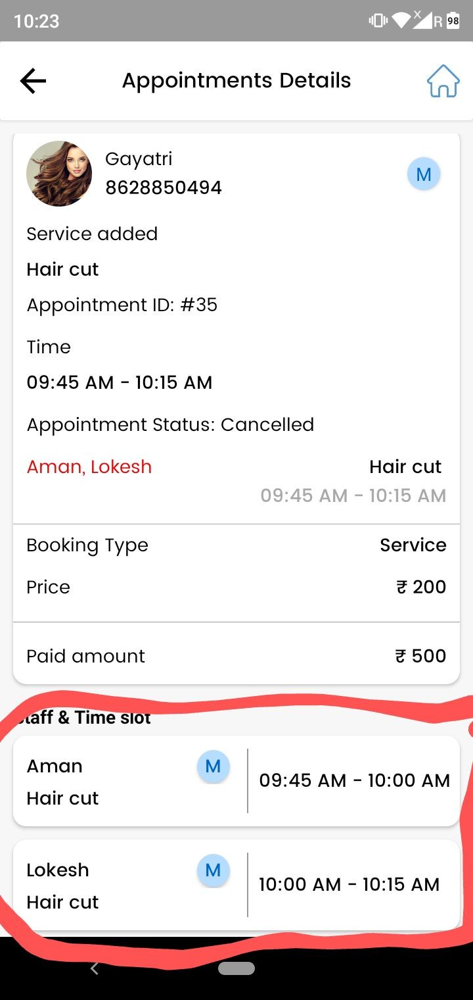 10:23
X R 98
Appointments Details
Gayatri
M
8628850494
Service added
Hair cut
Appointment ID: #35
Time
09:45 AM - 10:15 AM
Appointment Status: Cancelled
Aman, Lokesh Hair cut
09:45 AM - 10:15 AM
Booking Type Service
Price ₹ 200
Paid amount ₹ 500
Staff & Time slot
Aman M 09:45 AM - 10:00 AM
Hair cut
Lokesh M 10:00 AM - 10:15 AM
Hair cut